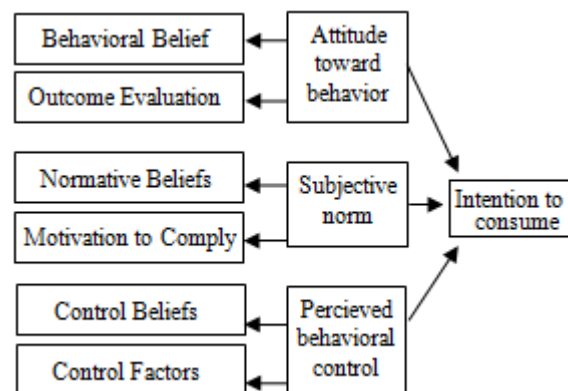 Behavioral Belief
Outcome Evaluation
Attitude
toward
behavior
Normative Beliefs
Motivation to Comply
Subjective
norm
Control Beliefs
Control Factors
Percieved
behavioral
control
Intention to
consume